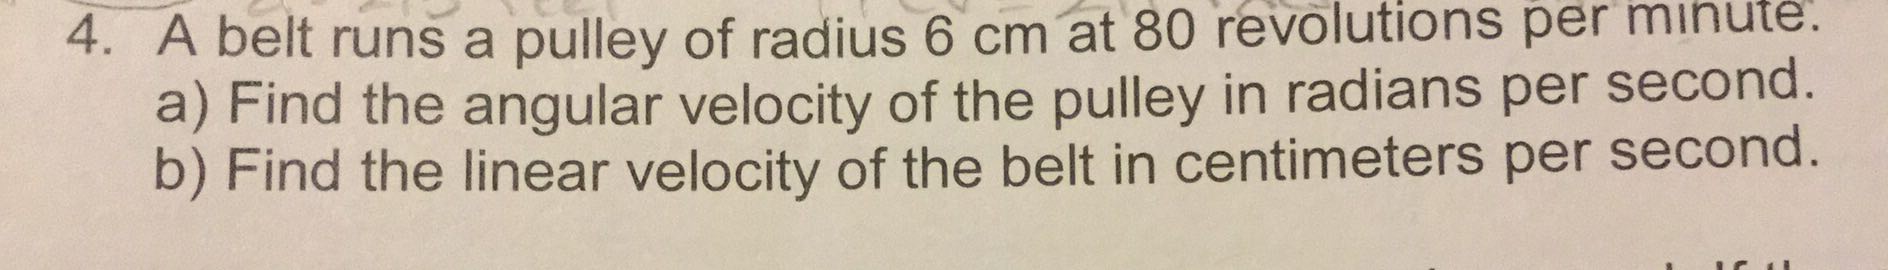 4. A belt runs a pulley of radius 6 cm at 80 revolutions per minute.
a) Find the angular velocity of the pulley in radians per second.
b) Find the linear velocity of the belt in centimeters per second.